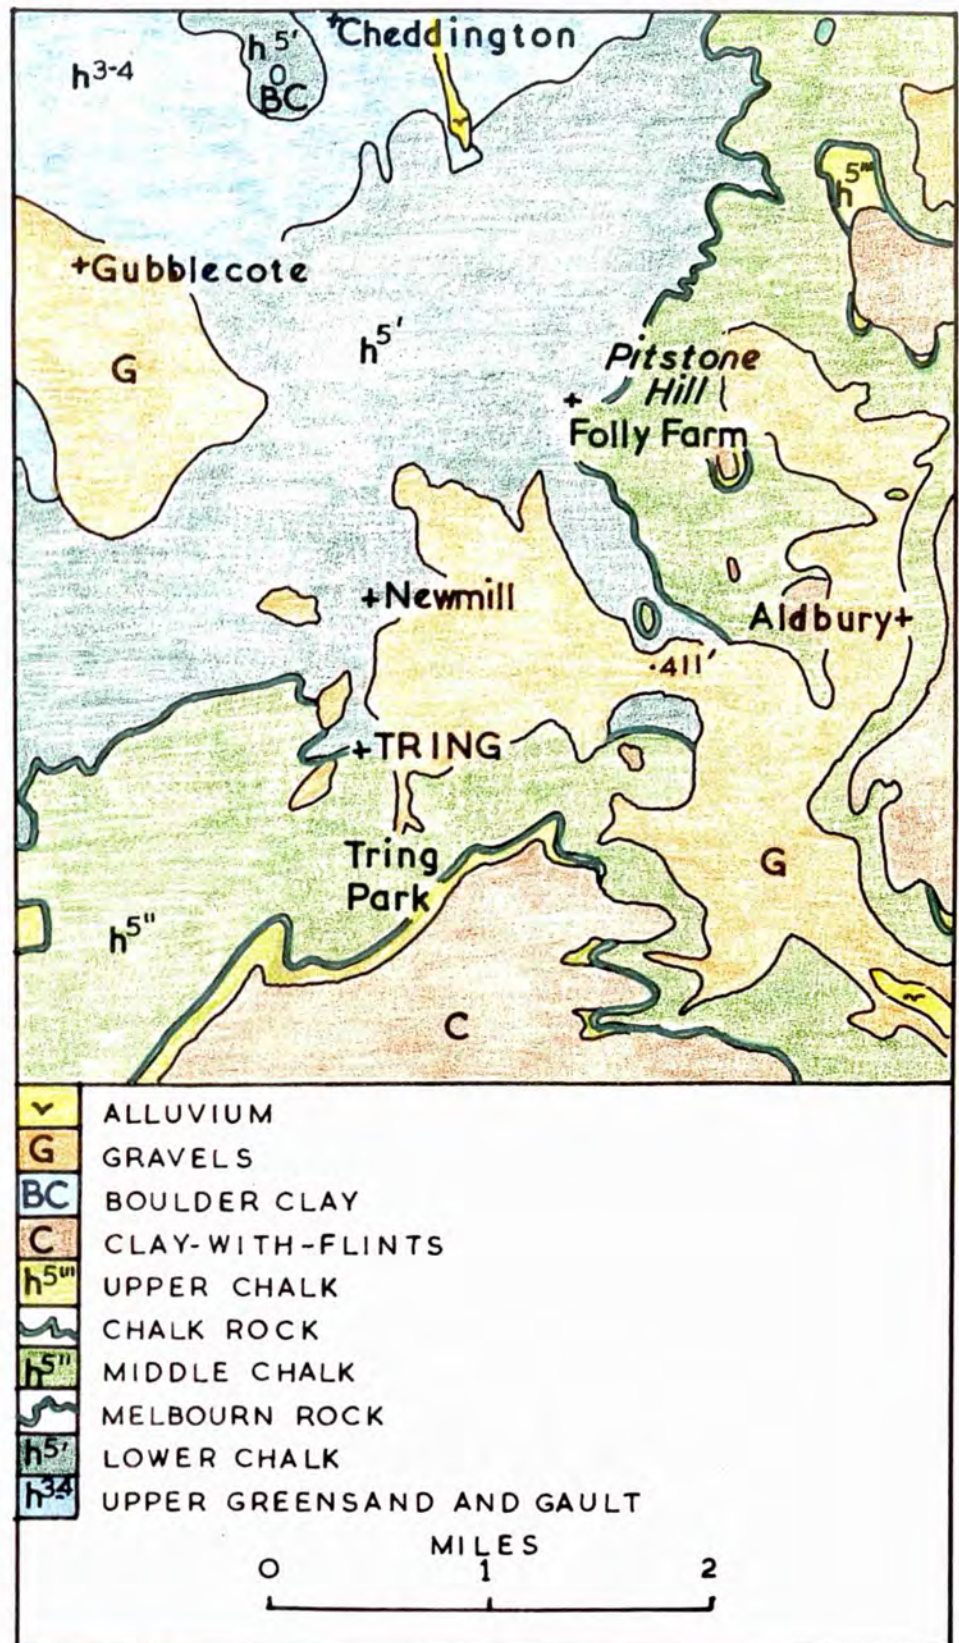 +Cheddington
h5'
h3-4
BC
h5'''
+Gubblecote
h5'
G
Pitstone
Hill
+
Folly Farm
+Newmill
Aldbury+
·411'
+TRING
Tring
Park
G
h5''
C
ALLUVIUM
G GRAVELS
BC BOULDER CLAY
C CLAY-WITH-FLINTS
h5''' UPPER CHALK
CHALK ROCK
h5'' MIDDLE CHALK
MELBOURN ROCK
h5' LOWER CHALK
h3-4 UPPER GREENSAND AND GAULT
MILES
0 1 2